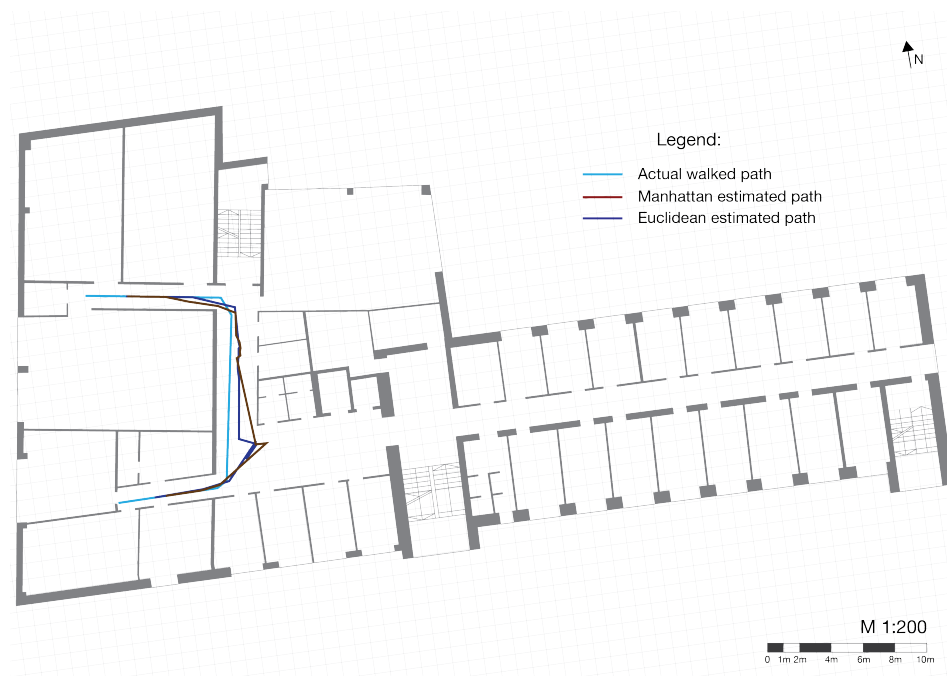 N
Legend:
Actual walked path
Manhattan estimated path
Euclidean estimated path
M 1:200
0 1m 2m 4m 6m 8m 10m